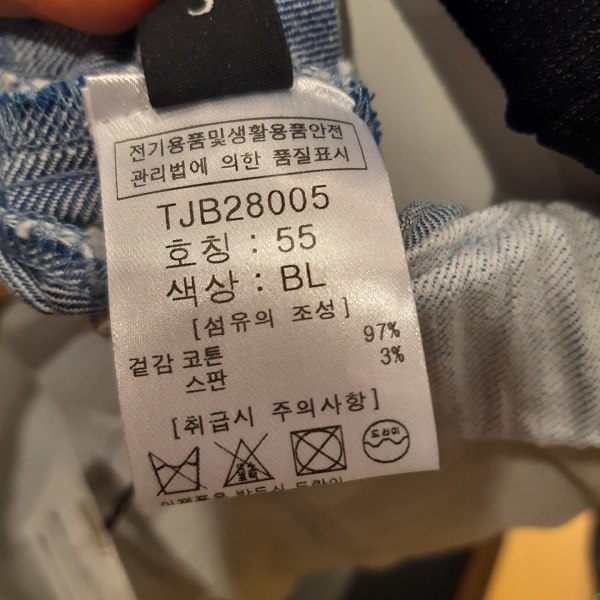 S
전기용품및생활용품안전
관리법에 의한 품질표시
TJB28005
호칭 : 55
색상 : BL
[섬유의 조성]
겉감 코튼 97%
스판 3%
[취급시 주의사항]
드라이